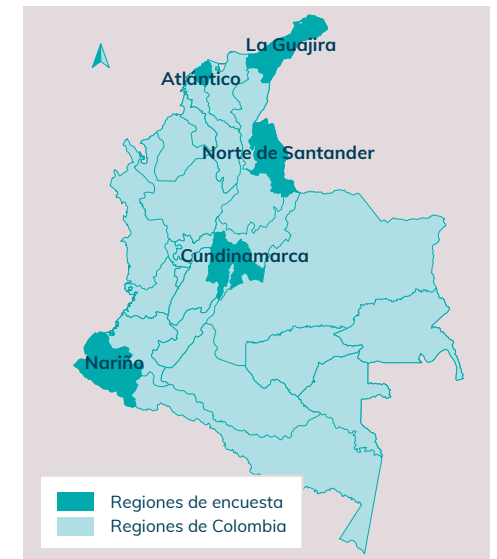 La Guajira
Atlántico
Norte de Santander
Cundinamarca
Nariño
Regiones de encuesta
Regiones de Colombia